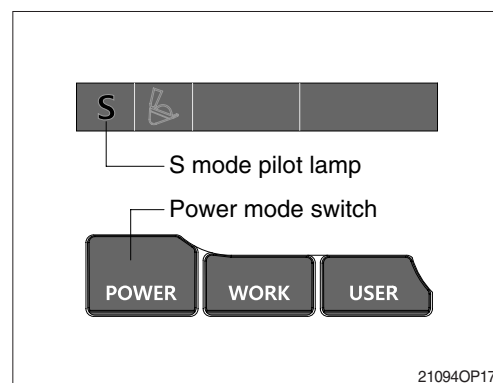 S
S mode pilot lamp
Power mode switch
POWER WORK USER
21094OP17